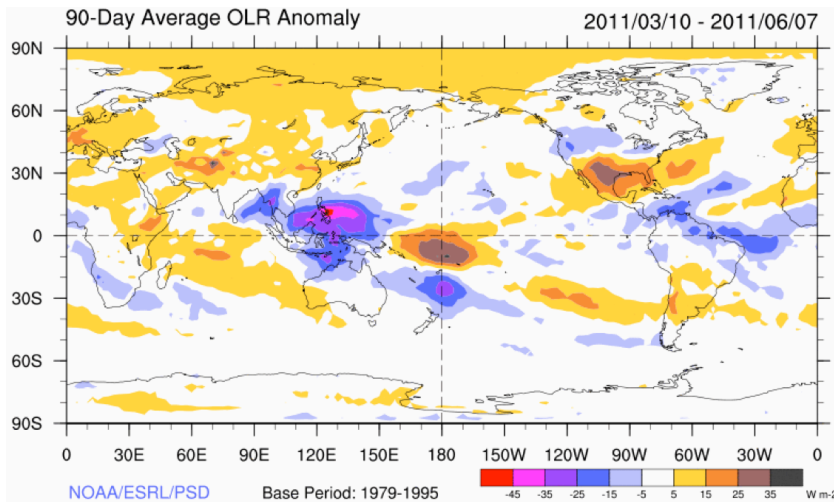 90-Day Average OLR Anomaly 2011/03/10 - 2011/06/07
90N
60N
30N
0
30S
60S
90S
0 30E 60E 90E 120E 150E 180 150W 120W 90W 60W 30W 0
-45 -35 -25 -15 -5 5 15 25 35 W m-2
NOAA/ESRL/PSD Base Period: 1979-1995